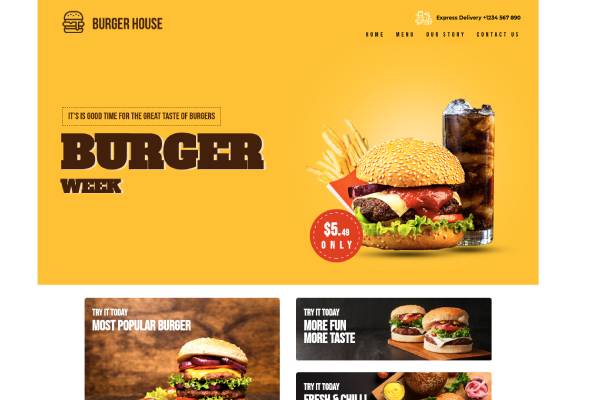 BURGER HOUSE
Express Delivery +1234 567 890
HOME MENU OUR STORY CONTACT US
IT'S IS GOOD TIME FOR THE GREAT TASTE OF BURGERS
BURGER
WEEK
$5.49
ONLY
TRY IT TODAY
MOST POPULAR BURGER
TRY IT TODAY
MORE FUN
MORE TASTE
TRY IT TODAY
FRESH & CHILI